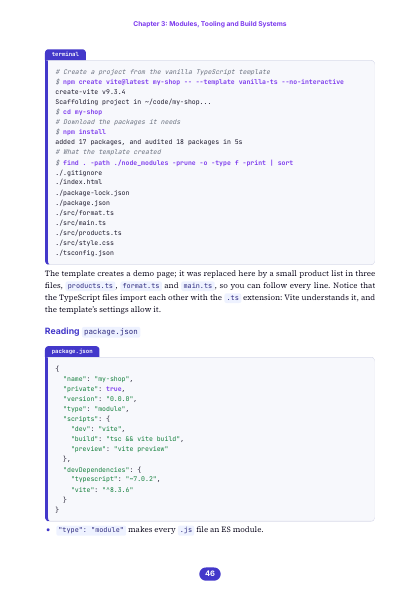 Chapter 3: Modules, Tooling and Build Systems
terminal
# Create a project from the vanilla TypeScript template
$ npm create vite@latest my-shop -- --template vanilla-ts --no-interactive
create-vite v9.3.4
Scaffolding project in ~/code/my-shop...
$ cd my-shop
# Download the packages it needs
$ npm install
added 17 packages, and audited 18 packages in 5s
# What the template created
$ find . -path ./node_modules -prune -o -type f -print | sort
./.gitignore
./index.html
./package-lock.json
./package.json
./src/format.ts
./src/main.ts
./src/products.ts
./src/style.css
./tsconfig.json
The template creates a demo page; it was replaced here by a small product list in three
files, products.ts, format.ts and main.ts, so you can follow every line. Notice that
the TypeScript files import each other with the .ts extension: Vite understands it, and
the template's settings allow it.
Reading package.json
package.json
{
"name": "my-shop",
"private": true,
"version": "0.0.0",
"type": "module",
"scripts": {
"dev": "vite",
"build": "tsc && vite build",
"preview": "vite preview"
},
"devDependencies": {
"typescript": "~7.0.2",
"vite": "^8.3.6"
}
}
• "type": "module" makes every .js file an ES module.
46